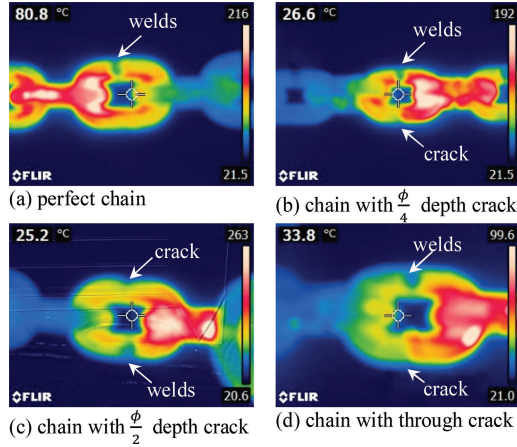 80.8 °C 216
welds
21.5
FLIR
(a) perfect chain
26.6 °C 192
welds
crack
21.5
FLIR
(b) chain with ϕ/4 depth crack
25.2 °C 263
crack
welds
20.6
FLIR
(c) chain with ϕ/2 depth crack
33.8 °C 99.6
welds
crack
21.0
FLIR
(d) chain with through crack